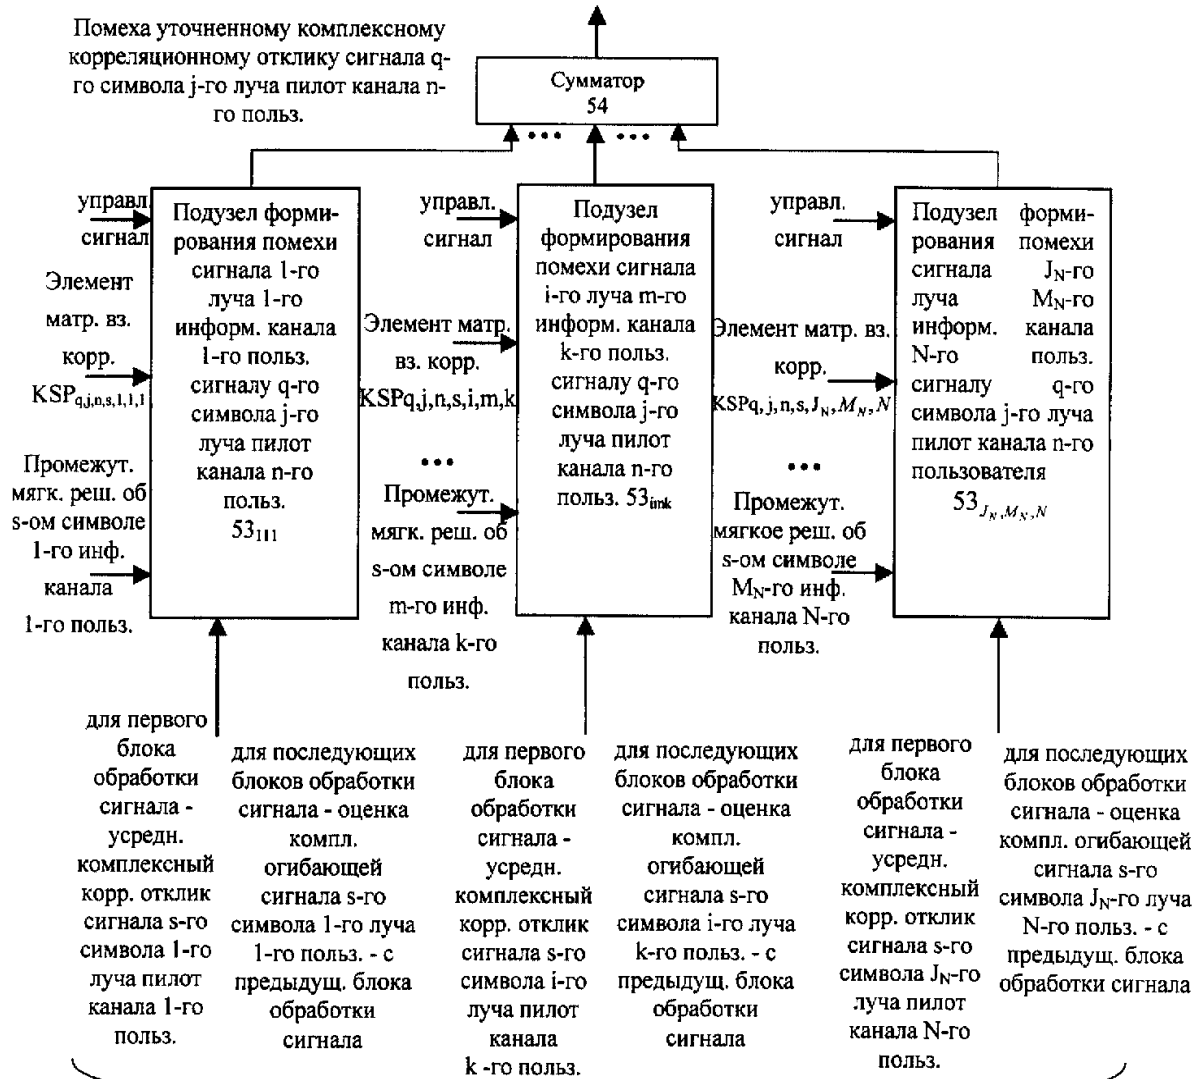 Помеха уточненному комплексному
корреляционному отклику сигнала q-
го символа j-го луча пилот канала n-
го польз.
Сумматор
54
управл.
сигнал
Элемент
матр. вз.
корр.
KSPq,j,n,s,1,1,1
Промежут.
мягк. реш. об
s-ом символе
1-го инф.
канала
1-го польз.
Подузел форми-
рования помехи
сигнала 1-го
луча 1-го
информ. канала
1-го польз.
сигналу q-го
символа j-го
луча пилот
канала n-го
польз.
53111
управл.
сигнал
Элемент матр.
вз. корр.
KSPq,j,n,s,i,m,k
Промежут.
мягк. реш. об
s-ом символе
m-го инф.
канала k-го
польз.
Подузел
формирования
помехи сигнала
i-го луча m-го
информ. канала
k-го польз.
сигналу q-го
символа j-го
луча пилот
канала n-го
польз. 53imk
управл.
сигнал
Элемент матр. вз.
корр.
KSPq,j,n,s,JN,MN,N
Промежут.
мягкое реш. об
s-ом символе
MN-го инф.
канала N-го
польз.
Подузел форми-
рования помехи
сигнала JN-го
луча MN-го
информ. канала
N-го польз.
сигналу q-го
символа j-го луча
пилот канала n-го
пользователя
53JN,MN,N
для первого
блока
обработки
сигнала -
усредн.
комплексный
корр. отклик
сигнала s-го
символа 1-го
луча пилот
канала 1-го
польз.
для последующих
блоков обработки
сигнала - оценка
компл.
огибающей
сигнала s-го
символа 1-го луча
1-го польз. - с
предыдущ. блока
обработки
сигнала
для первого
блока
обработки
сигнала -
усредн.
комплексный
корр. отклик
сигнала s-го
символа i-го
луча пилот
канала
k -го польз.
для последующих
блоков обработки
сигнала - оценка
компл.
огибающей
сигнала s-го
символа i-го луча
k-го польз. - с
предыдущ. блока
обработки
сигнала
для первого
блока
обработки
сигнала -
усредн.
комплексный
корр. отклик
сигнала s-го
символа JN-го
луча пилот
канала N-го
польз.
для последующих
блоков обработки
сигнала - оценка
компл. огибающей
сигнала s-го
символа JN-го луча
N-го польз. - с
предыдущ. блока
обработки сигнала